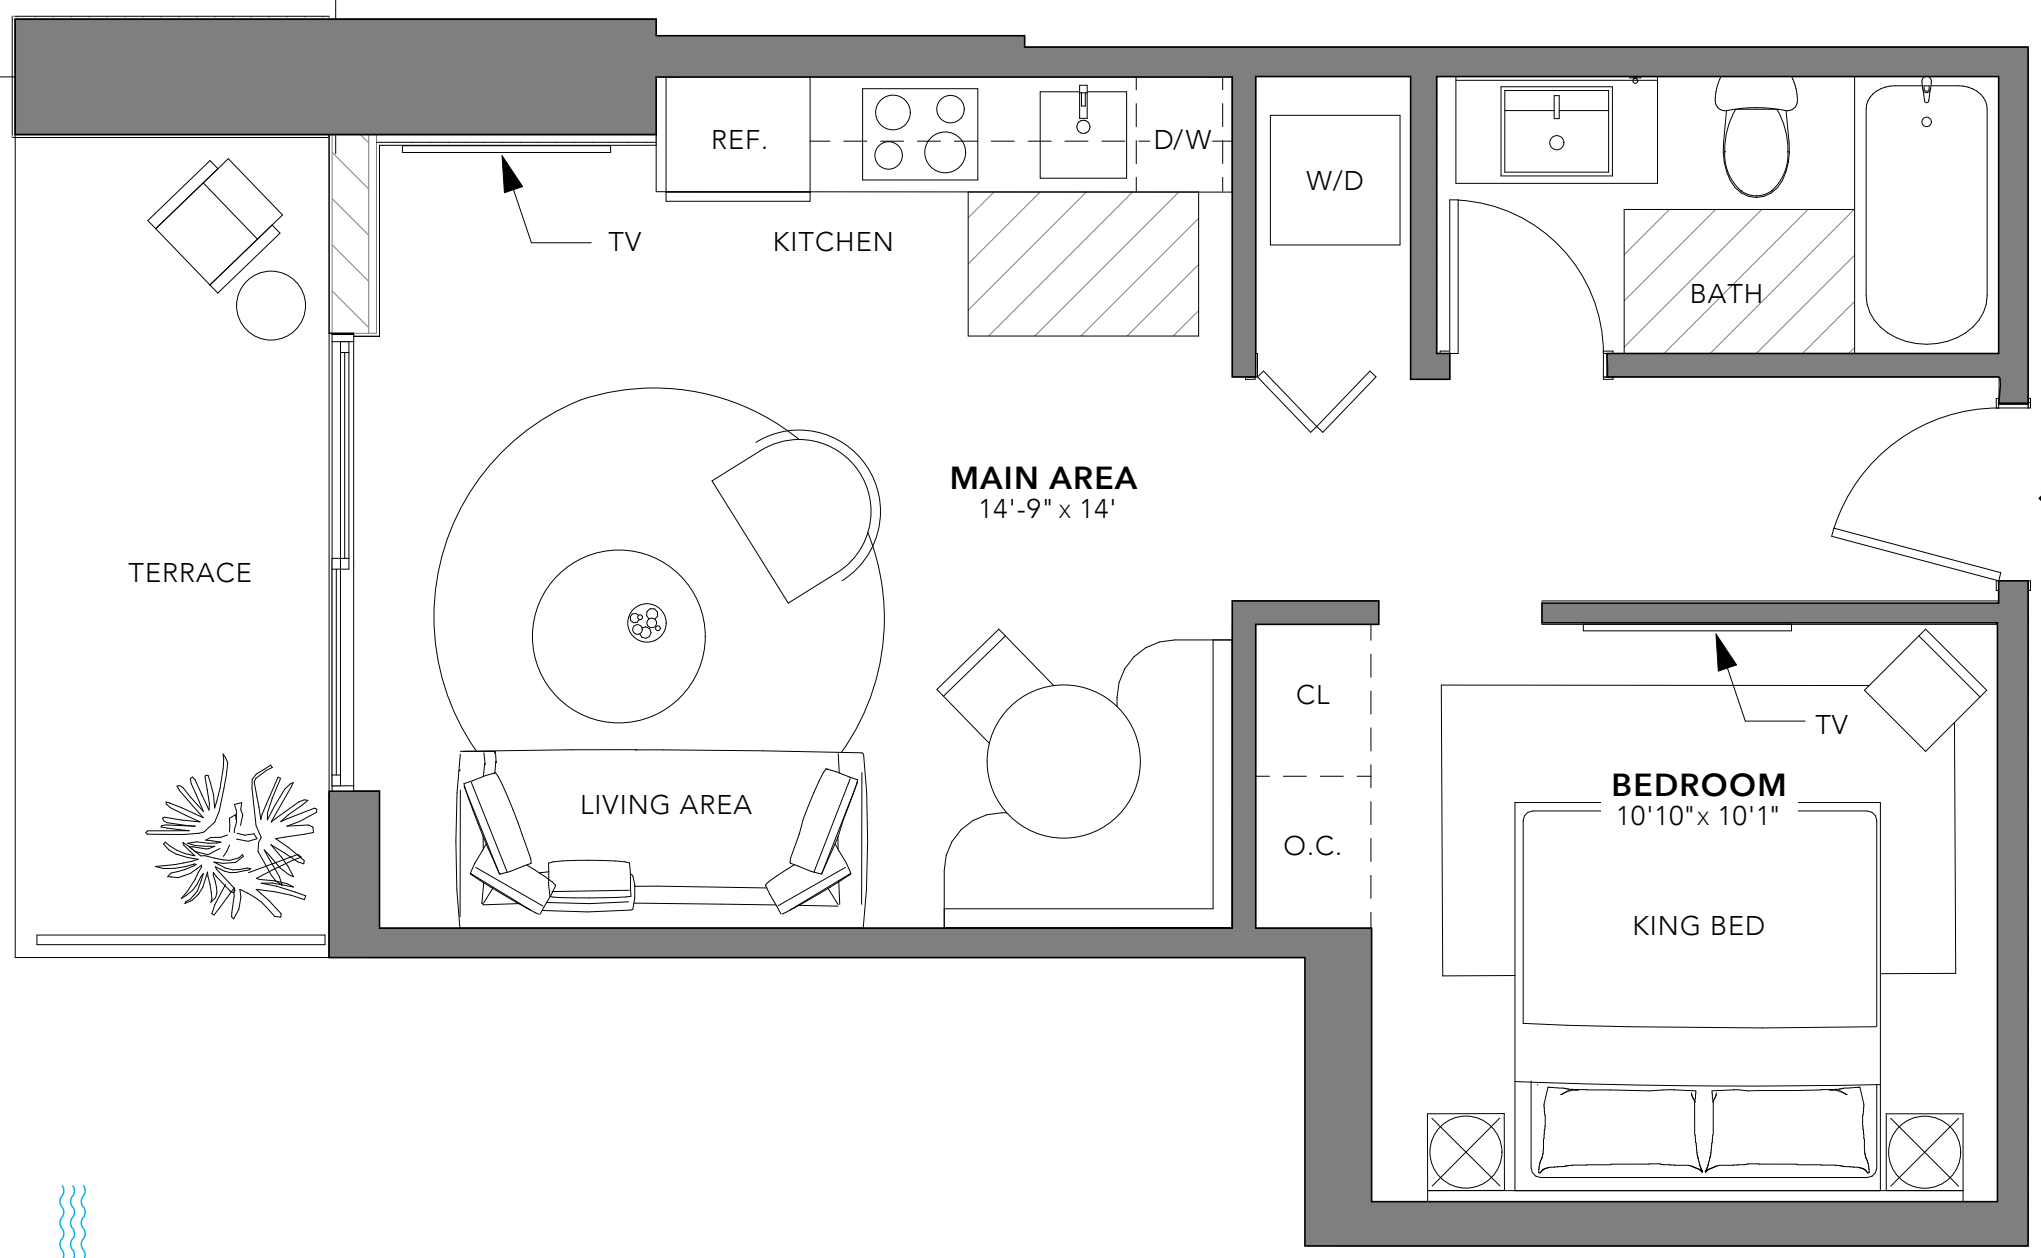 REF.
D/W
W/D
TV
KITCHEN
BATH
MAIN AREA
14'-9" x 14'
TERRACE
CL
TV
BEDROOM
10'10" x 10'1"
LIVING AREA
O.C.
KING BED